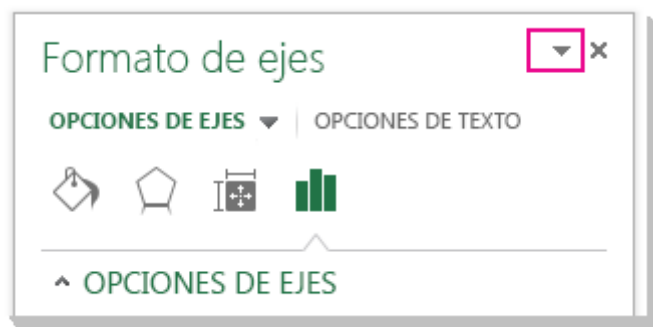 Formato de ejes
OPCIONES DE EJES OPCIONES DE TEXTO
OPCIONES DE EJES